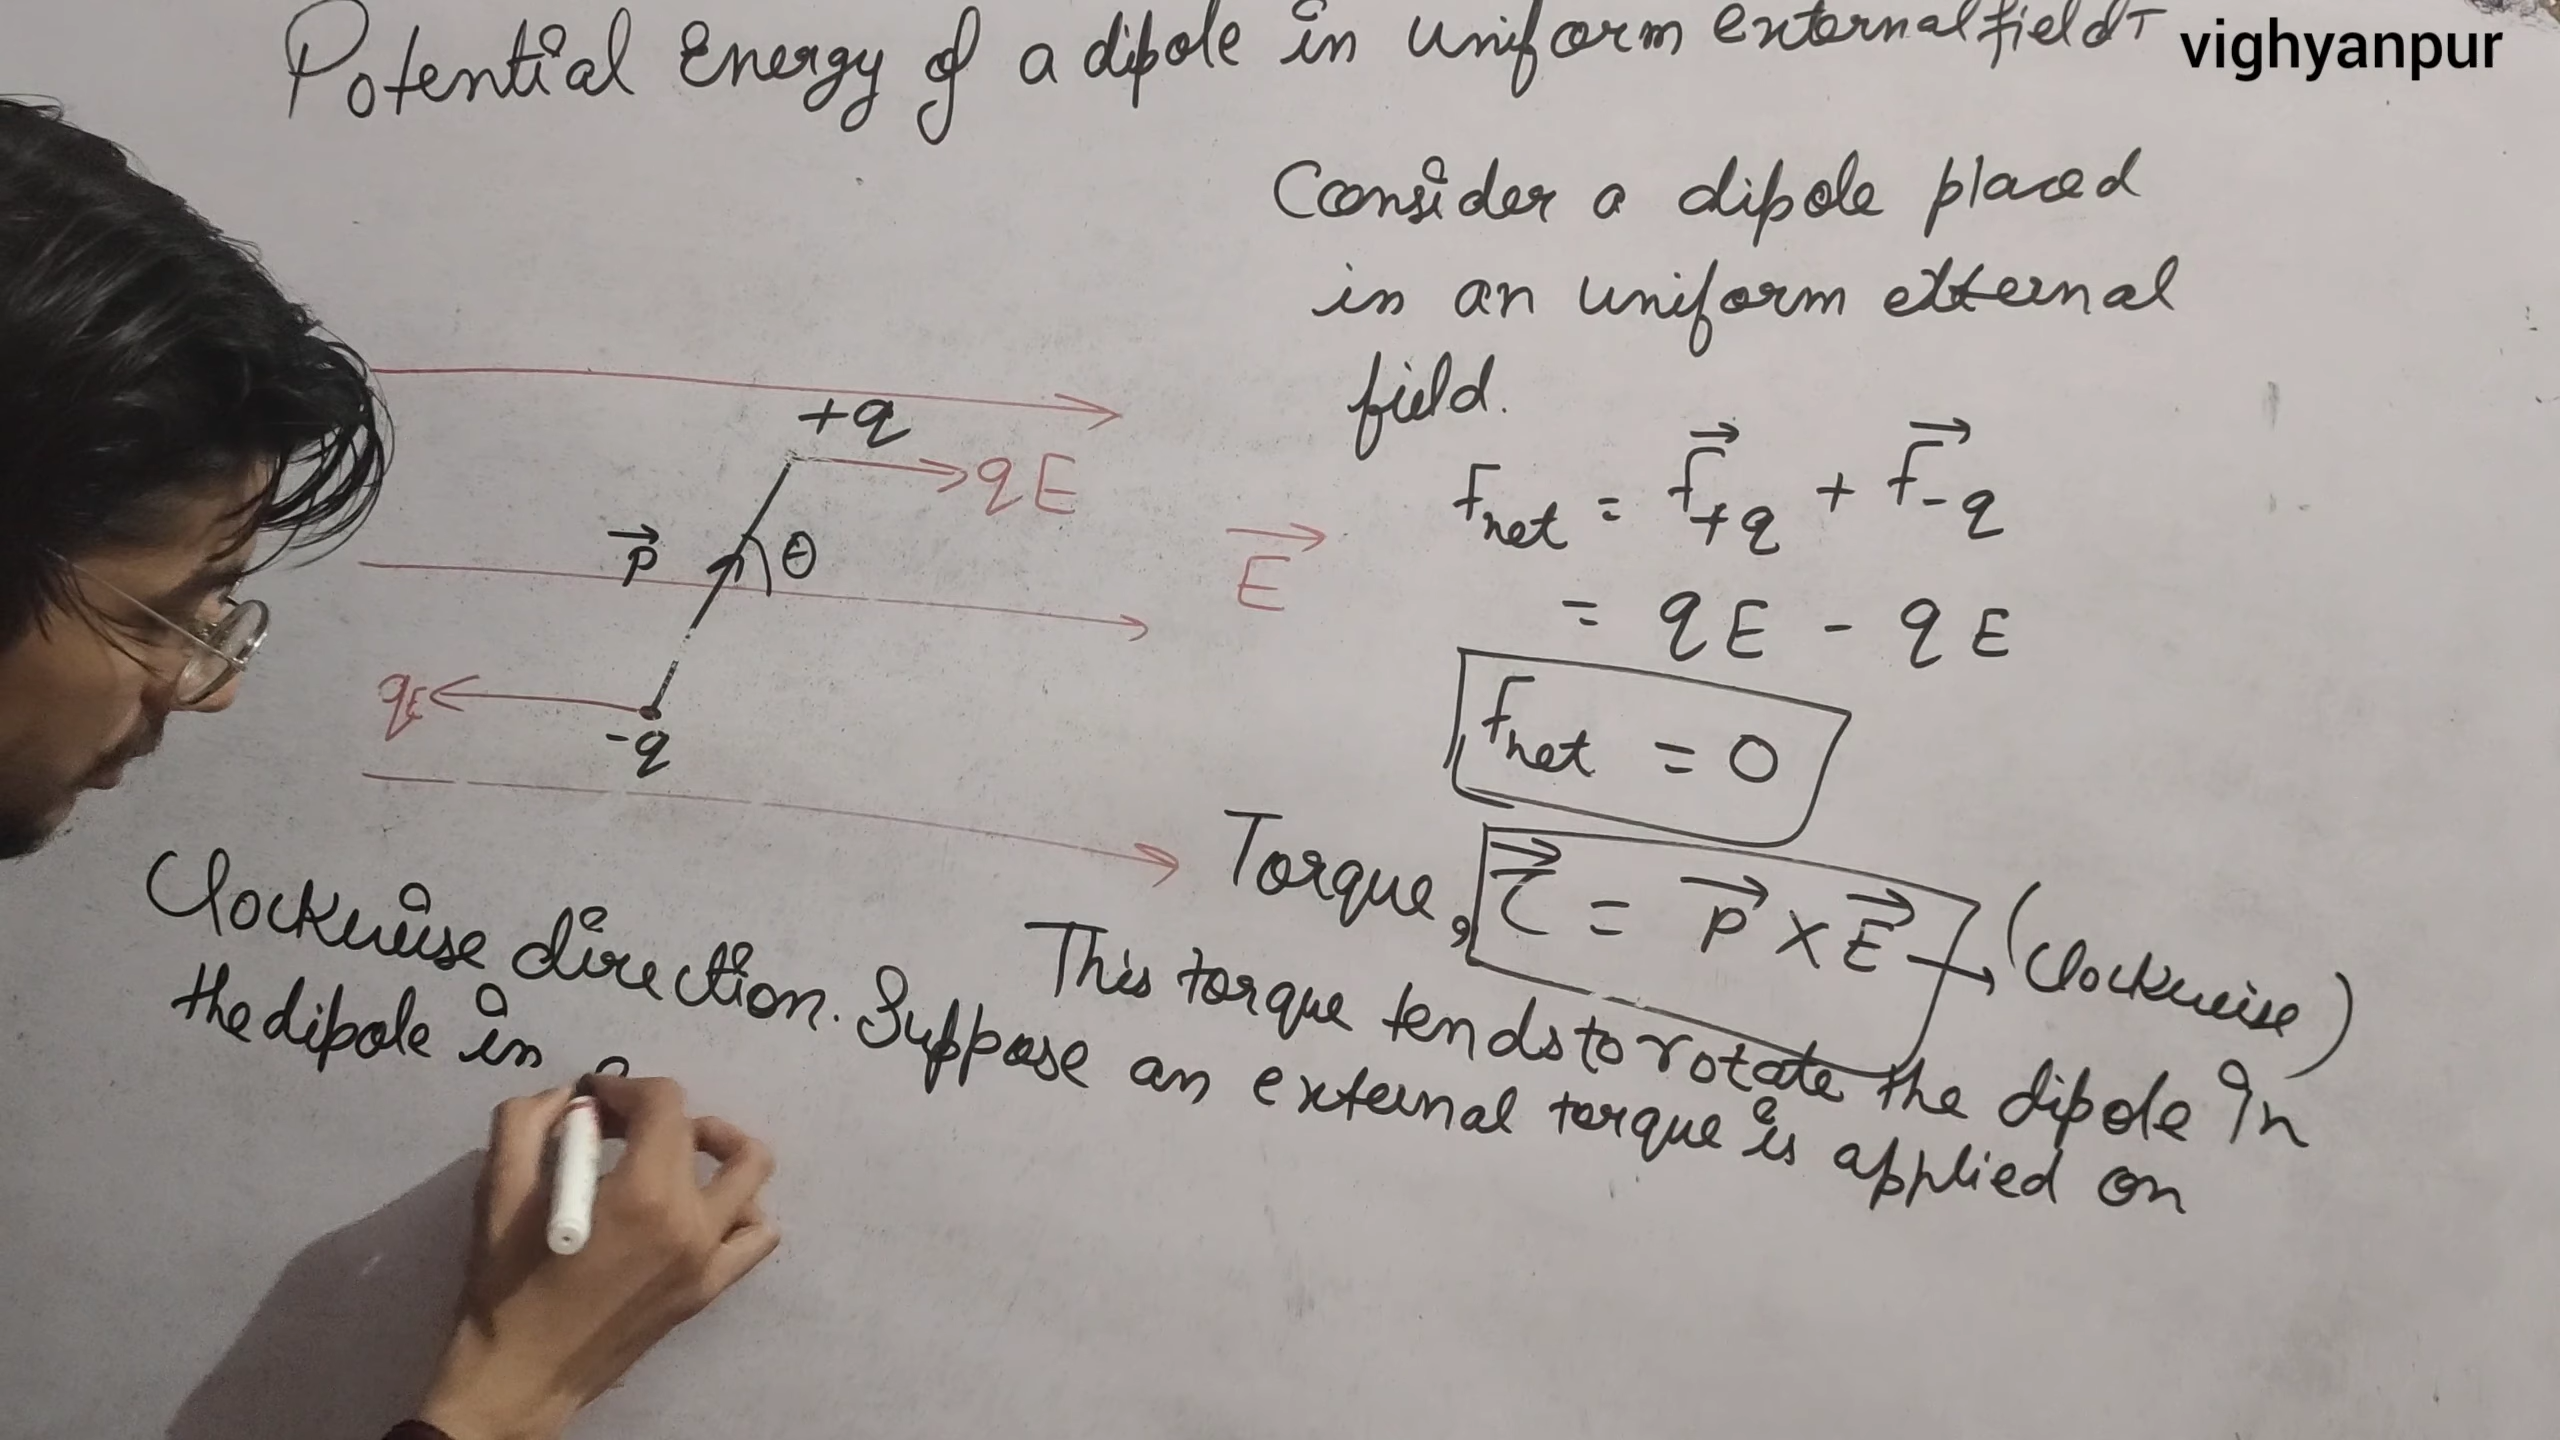 Potential Energy of a dipole in uniform external field
vighyanpur
Consider a dipole placed
in an uniform external
field.
+q
qE
p⃗
θ
E⃗
qE
-q
Fnet = F⃗+q + F⃗-q
= qE - qE
Fnet = 0
Torque, τ⃗ = p⃗ × E⃗ → (Clockwise)
This torque tends to rotate the dipole in
Clockwise direction. Suppose an external torque is applied on
the dipole in